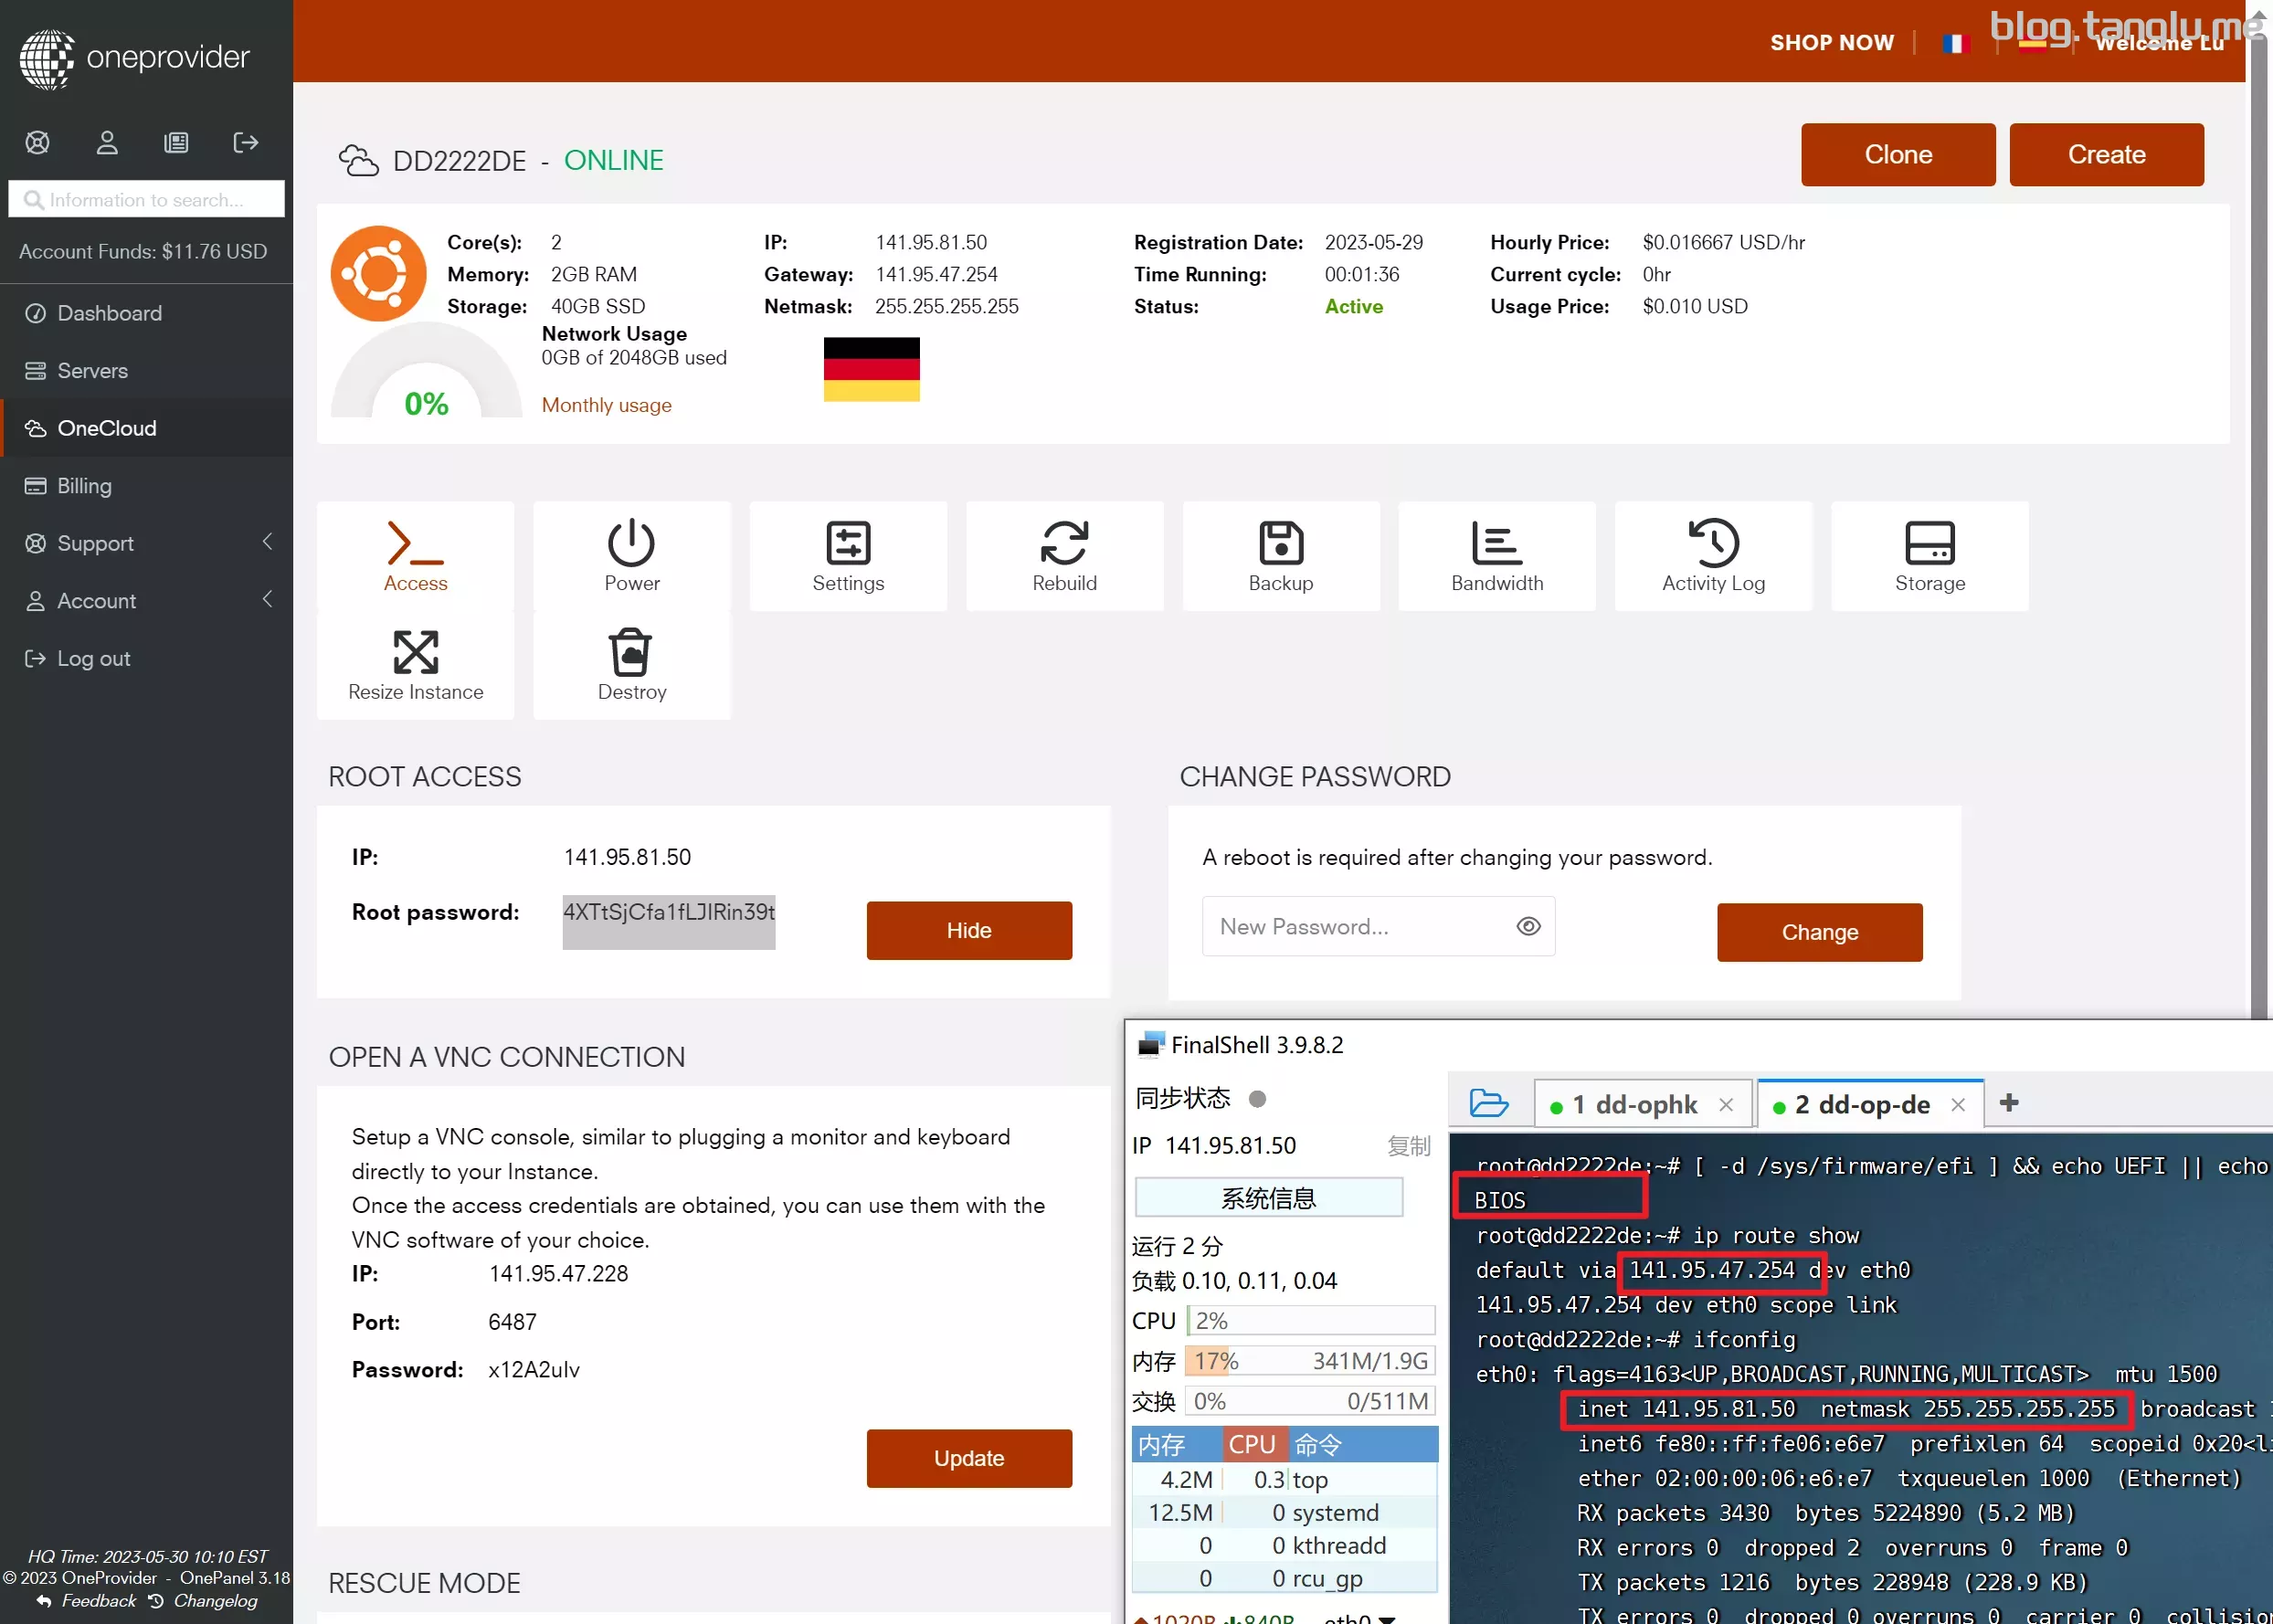 oneprovider
Information to search...
Account Funds: $11.76 USD
Dashboard
Servers
OneCloud
Billing
Support
Account
Log out
HQ Time: 2023-05-30 10:10 EST
© 2023 OneProvider - OnePanel 3.18
Feedback Changelog
SHOP NOW
Welcome Lu
blog.tanglu.me
DD2222DE - ONLINE
Clone
Create
Core(s): 2
Memory: 2GB RAM
Storage: 40GB SSD
Network Usage
0GB of 2048GB used
0%
Monthly usage
IP: 141.95.81.50
Gateway: 141.95.47.254
Netmask: 255.255.255.255
Registration Date: 2023-05-29
Time Running: 00:01:36
Status: Active
Hourly Price: $0.016667 USD/hr
Current cycle: 0hr
Usage Price: $0.010 USD
Access
Power
Settings
Rebuild
Backup
Bandwidth
Activity Log
Storage
Resize Instance
Destroy
ROOT ACCESS
IP: 141.95.81.50
Root password: 4XTtSjCfa1fLJIRin39t
Hide
CHANGE PASSWORD
A reboot is required after changing your password.
New Password...
Change
OPEN A VNC CONNECTION
Setup a VNC console, similar to plugging a monitor and keyboard
directly to your Instance.
Once the access credentials are obtained, you can use them with the
VNC software of your choice.
IP: 141.95.47.228
Port: 6487
Password: x12A2ulv
Update
RESCUE MODE
FinalShell 3.9.8.2
同步状态
IP 141.95.81.50 复制
系统信息
运行 2 分
负载 0.10, 0.11, 0.04
CPU 2%
内存 17% 341M/1.9G
交换 0% 0/511M
内存 CPU 命令
4.2M 0.3 top
12.5M 0 systemd
0 0 kthreadd
0 0 rcu_gp
1020B 840B eth0
1 dd-ophk
2 dd-op-de
root@dd2222de:~# [ -d /sys/firmware/efi ] && echo UEFI || echo
BIOS
root@dd2222de:~# ip route show
default via 141.95.47.254 dev eth0
141.95.47.254 dev eth0 scope link
root@dd2222de:~# ifconfig
eth0: flags=4163<UP,BROADCAST,RUNNING,MULTICAST> mtu 1500
inet 141.95.81.50 netmask 255.255.255.255 broadcast
inet6 fe80::ff:fe06:e6e7 prefixlen 64 scopeid 0x20<li
ether 02:00:00:06:e6:e7 txqueuelen 1000 (Ethernet)
RX packets 3430 bytes 5224890 (5.2 MB)
RX errors 0 dropped 2 overruns 0 frame 0
TX packets 1216 bytes 228948 (228.9 KB)
TX errors 0 dropped 0 overruns 0 carrier 0 collision